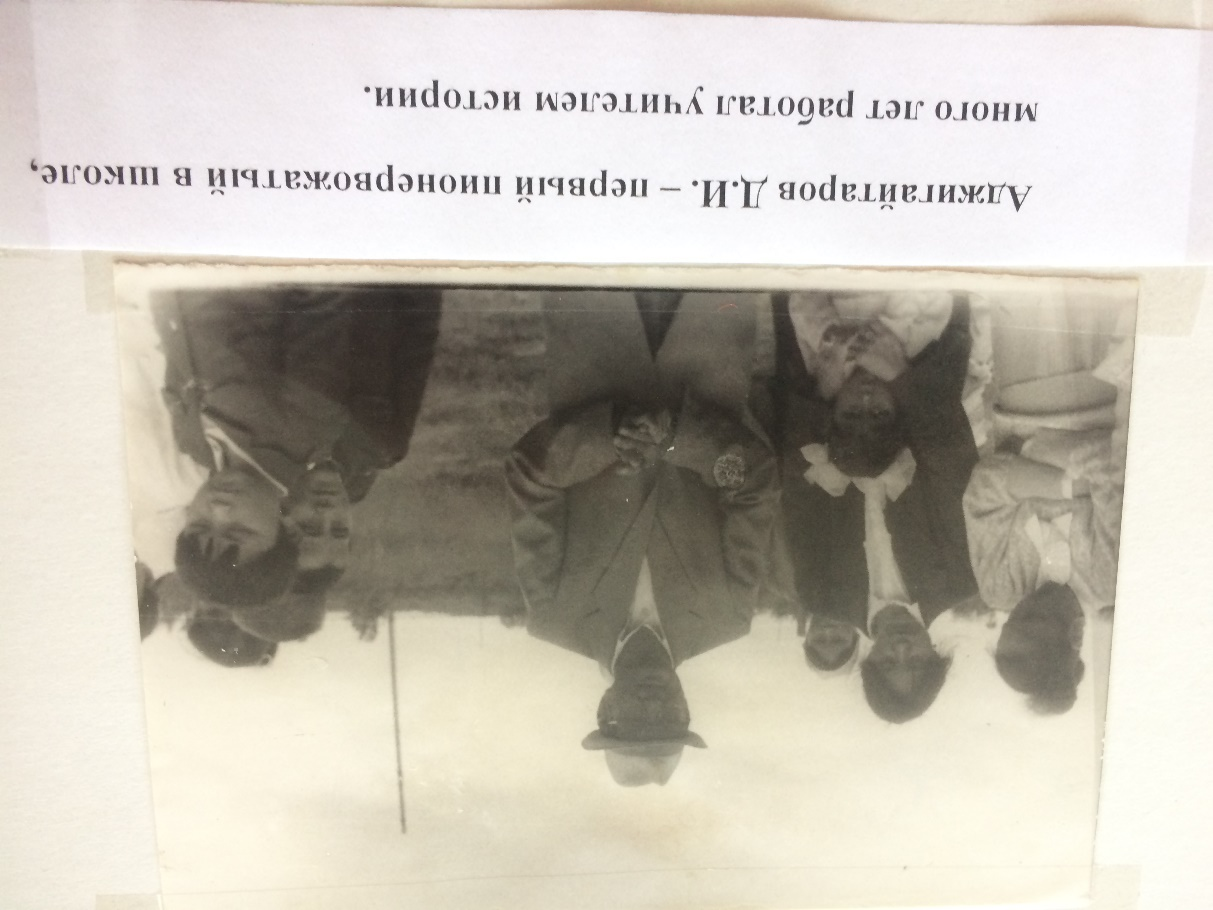 Аджигайтаров Д.И. – первый пионервожатый в школе,
много лет работал учителем истории.